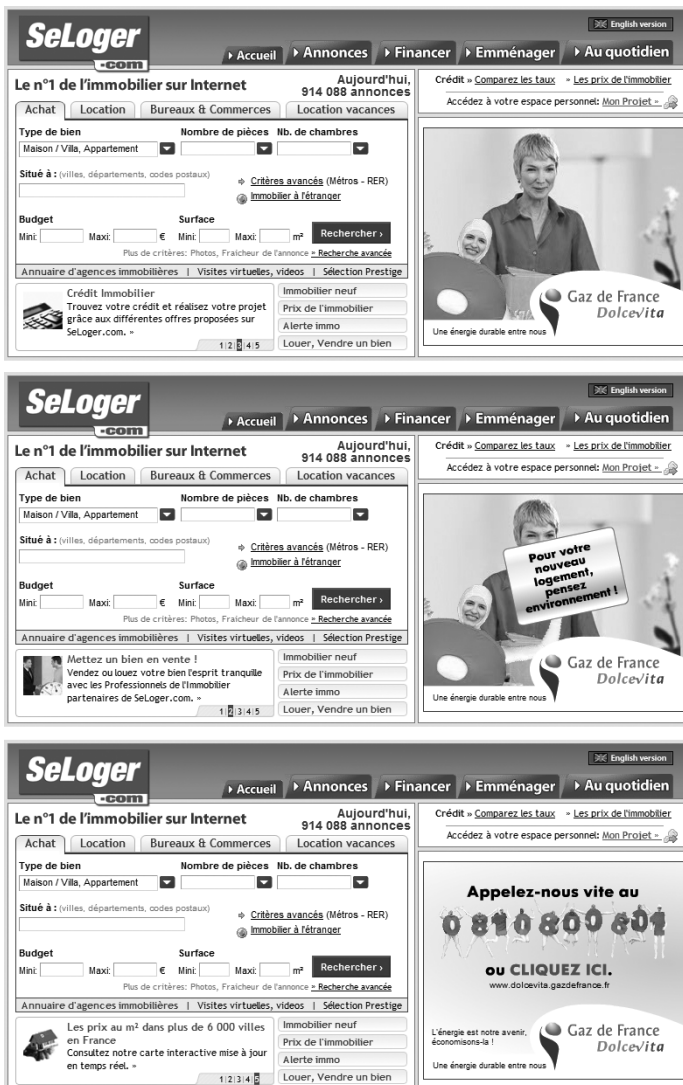 SeLoger
.com
English version
Accueil
Annonces
Financer
Emménager
Au quotidien
Le n°1 de l'immobilier sur Internet
Aujourd'hui,
914 088 annonces
Crédit » Comparez les taux » Les prix de l'immobilier
Accédez à votre espace personnel: Mon Projet »
Achat
Location
Bureaux & Commerces
Location vacances
Type de bien
Nombre de pièces
Nb. de chambres
Maison / Villa, Appartement
Situé à : (villes, départements, codes postaux)
Critères avancés (Métros - RER)
Immobilier à l'étranger
Budget
Surface
Mini: Maxi: € Mini: Maxi: m²
Rechercher ›
Plus de critères: Photos, Fraîcheur de l'annonce » Recherche avancée
Annuaire d'agences immobilières | Visites virtuelles, videos | Sélection Prestige
Crédit Immobilier
Trouvez votre crédit et réalisez votre projet
grâce aux différentes offres proposées sur
SeLoger.com. »
1|2|3|4|5
Immobilier neuf
Prix de l'immobilier
Alerte immo
Louer, Vendre un bien
Gaz de France
DolceVita
Une énergie durable entre nous
SeLoger
.com
English version
Accueil
Annonces
Financer
Emménager
Au quotidien
Le n°1 de l'immobilier sur Internet
Aujourd'hui,
914 088 annonces
Crédit » Comparez les taux » Les prix de l'immobilier
Accédez à votre espace personnel: Mon Projet »
Achat
Location
Bureaux & Commerces
Location vacances
Type de bien
Nombre de pièces
Nb. de chambres
Maison / Villa, Appartement
Situé à : (villes, départements, codes postaux)
Critères avancés (Métros - RER)
Immobilier à l'étranger
Budget
Surface
Mini: Maxi: € Mini: Maxi: m²
Rechercher ›
Plus de critères: Photos, Fraîcheur de l'annonce » Recherche avancée
Annuaire d'agences immobilières | Visites virtuelles, videos | Sélection Prestige
Mettez un bien en vente !
Vendez ou louez votre bien l'esprit tranquille
avec les Professionnels de l'Immobilier
partenaires de SeLoger.com. »
1|2|3|4|5
Immobilier neuf
Prix de l'immobilier
Alerte immo
Louer, Vendre un bien
Pour votre
nouveau
logement,
pensez
environnement !
Gaz de France
DolceVita
Une énergie durable entre nous
SeLoger
.com
English version
Accueil
Annonces
Financer
Emménager
Au quotidien
Le n°1 de l'immobilier sur Internet
Aujourd'hui,
914 088 annonces
Crédit » Comparez les taux » Les prix de l'immobilier
Accédez à votre espace personnel: Mon Projet »
Achat
Location
Bureaux & Commerces
Location vacances
Type de bien
Nombre de pièces
Nb. de chambres
Maison / Villa, Appartement
Situé à : (villes, départements, codes postaux)
Critères avancés (Métros - RER)
Immobilier à l'étranger
Budget
Surface
Mini: Maxi: € Mini: Maxi: m²
Rechercher ›
Plus de critères: Photos, Fraîcheur de l'annonce » Recherche avancée
Annuaire d'agences immobilières | Visites virtuelles, videos | Sélection Prestige
Les prix au m² dans plus de 6 000 villes
en France
Consultez notre carte interactive mise à jour
en temps réel. »
1|2|3|4|5
Immobilier neuf
Prix de l'immobilier
Alerte immo
Louer, Vendre un bien
Appelez-nous vite au
0810800801
ou CLIQUEZ ICI.
www.dolcevita.gazdefrance.fr
L'énergie est notre avenir,
économisons-la !
Gaz de France
DolceVita
Une énergie durable entre nous